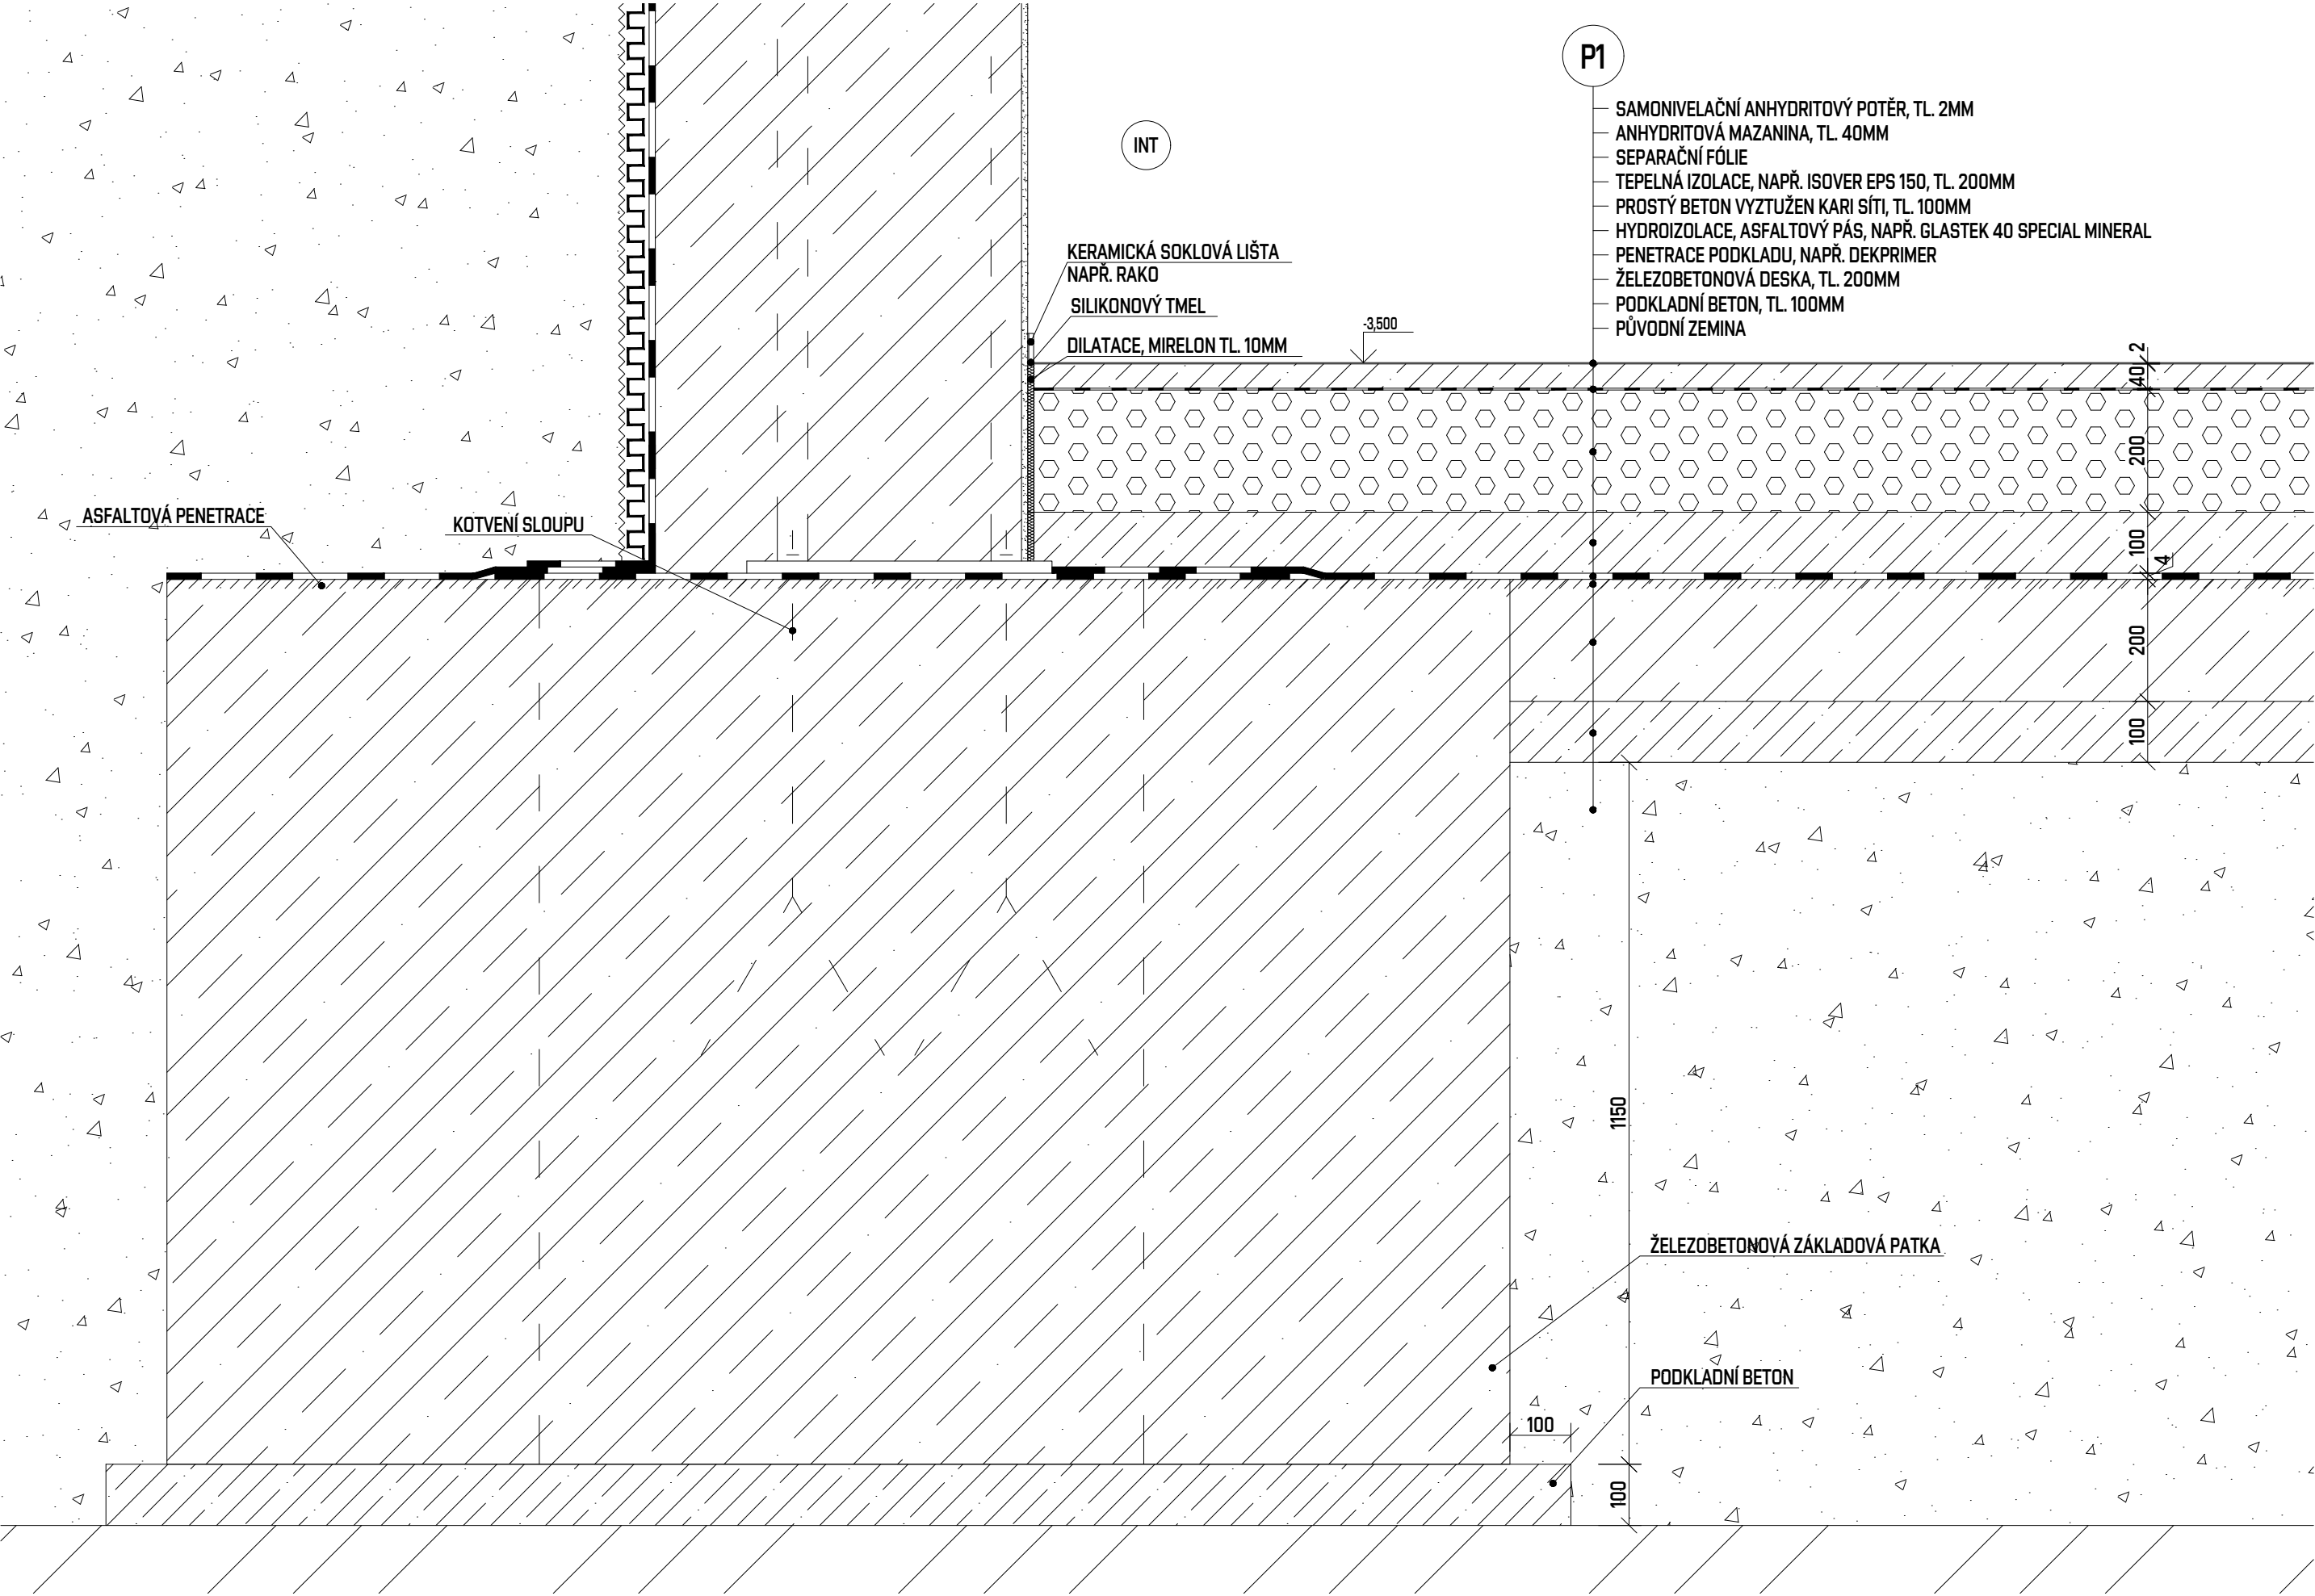 P1
SAMONIVELAČNÍ ANHYDRITOVÝ POTĚR, TL. 2MM
ANHYDRITOVÁ MAZANINA, TL. 40MM
SEPARAČNÍ FÓLIE
TEPELNÁ IZOLACE, NAPŘ. ISOVER EPS 150, TL. 200MM
PROSTÝ BETON VYZTUŽEN KARI SÍTI, TL. 100MM
HYDROIZOLACE, ASFALTOVÝ PÁS, NAPŘ. GLASTEK 40 SPECIAL MINERAL
PENETRACE PODKLADU, NAPŘ. DEKPRIMER
ŽELEZOBETONOVÁ DESKA, TL. 200MM
PODKLADNÍ BETON, TL. 100MM
PŮVODNÍ ZEMINA
INT
KERAMICKÁ SOKLOVÁ LIŠTA
NAPŘ. RAKO
SILIKONOVÝ TMEL
DILATACE, MIRELON TL. 10MM
-3,500
2
40
200
100
4
200
100
ASFALTOVÁ PENETRACE
KOTVENÍ SLOUPU
1150
ŽELEZOBETONOVÁ ZÁKLADOVÁ PATKA
PODKLADNÍ BETON
100
100